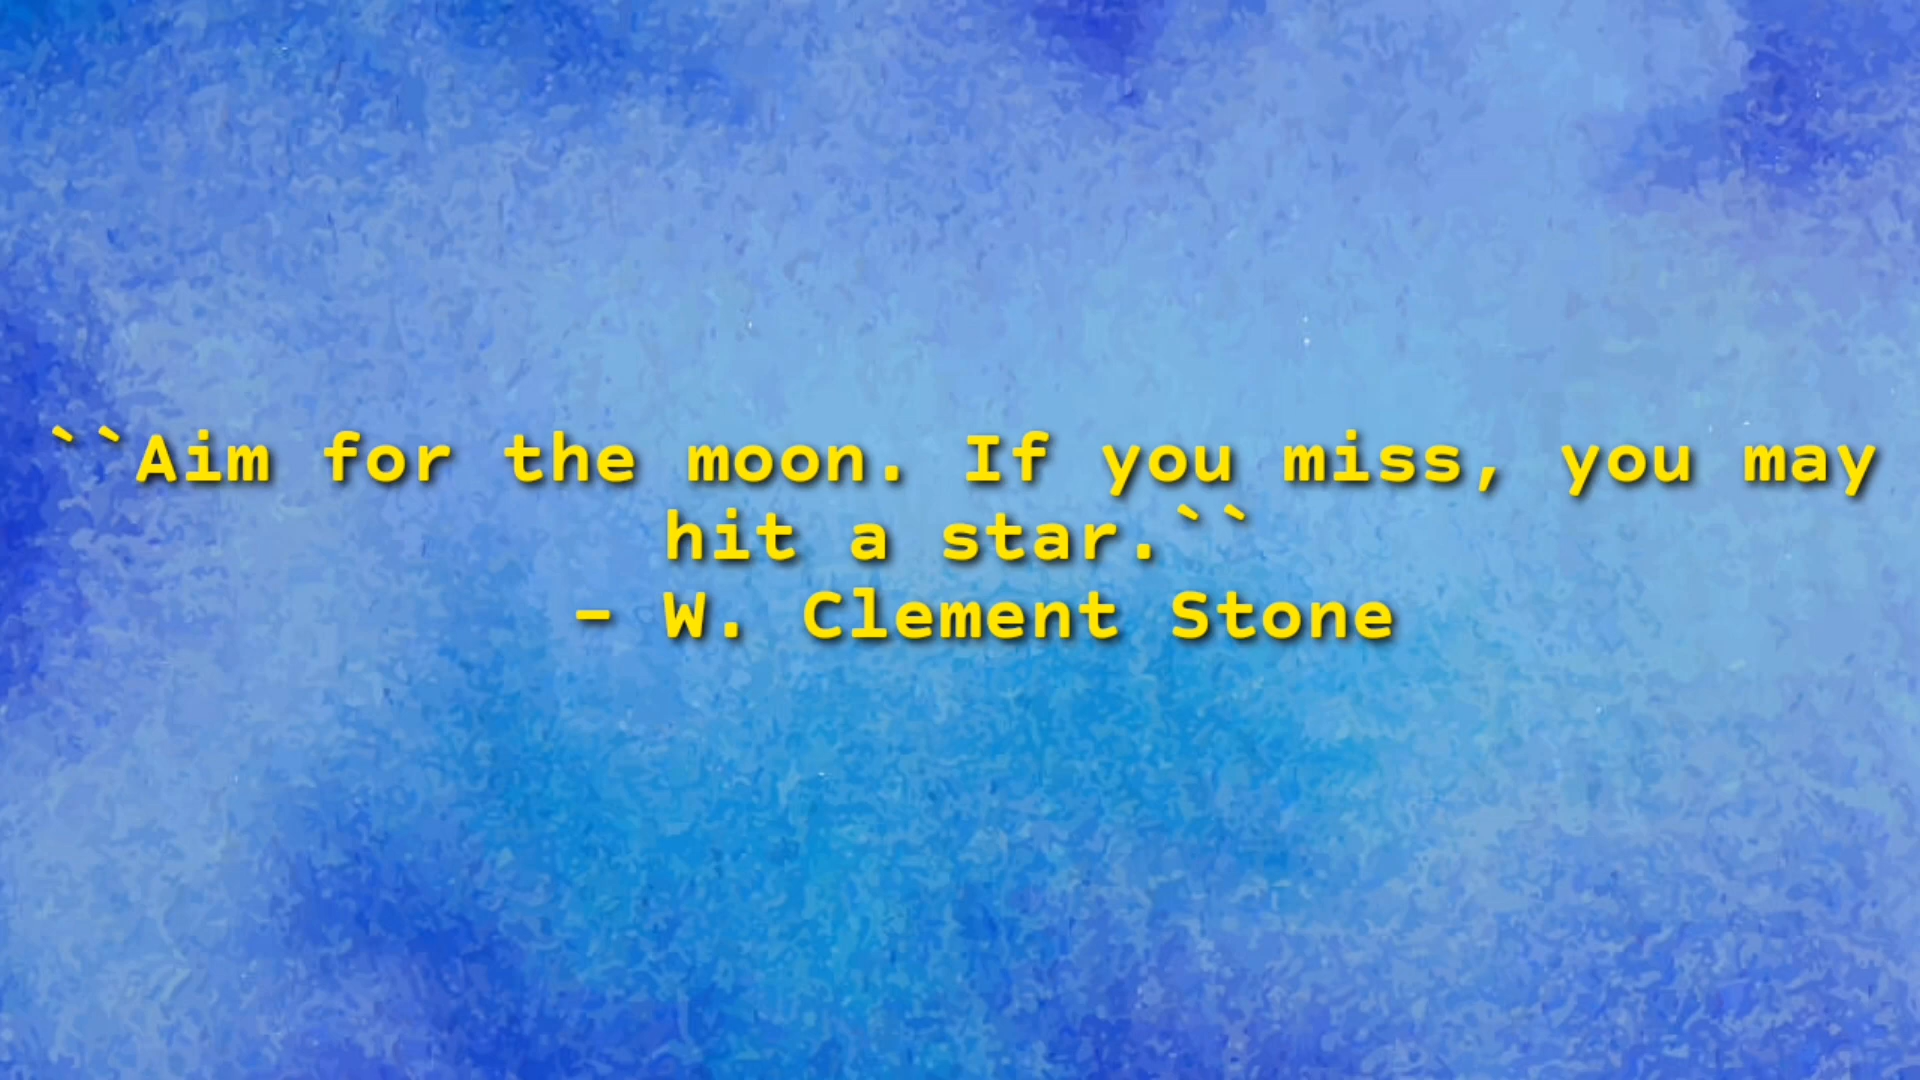 ``Aim for the moon. If you miss, you may
hit a star.``
- W. Clement Stone